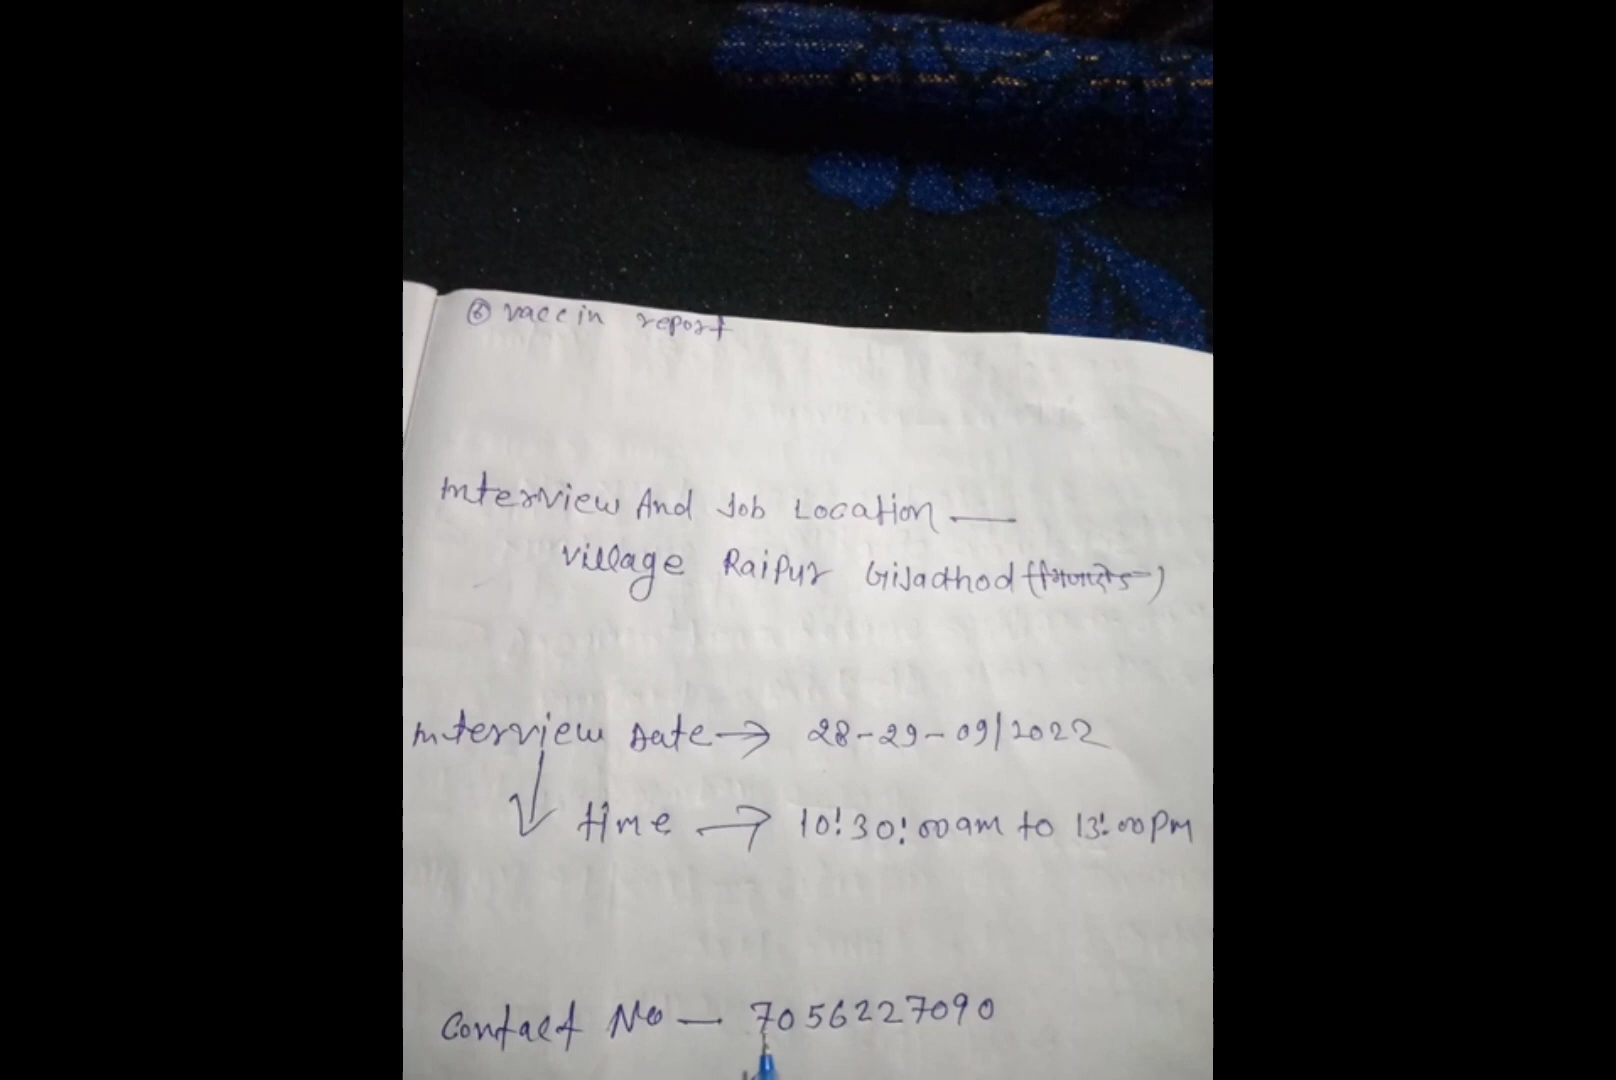 ⑥ vaccin report
Interview And Job Location —
Village Raipur Gijadhod
Interview Date → 28-29-09/2022
↓ time → 10:30:00am to 13:00pm
Contact No — 7056227090